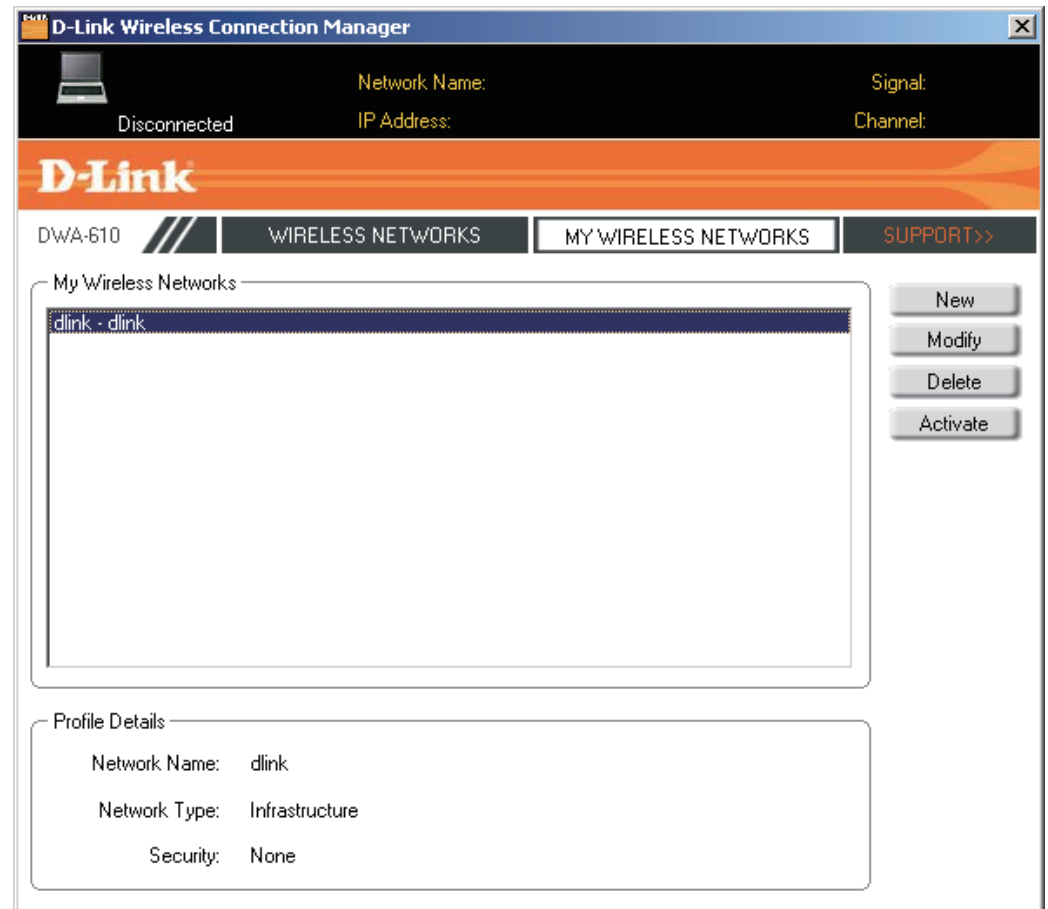 D-Link Wireless Connection Manager
Network Name: Signal:
Disconnected IP Address: Channel:
D-Link
DWA-610 WIRELESS NETWORKS MY WIRELESS NETWORKS SUPPORT>>
My Wireless Networks
New
dlink - dlink
Modify
Delete
Activate
Profile Details
Network Name: dlink
Network Type: Infrastructure
Security: None